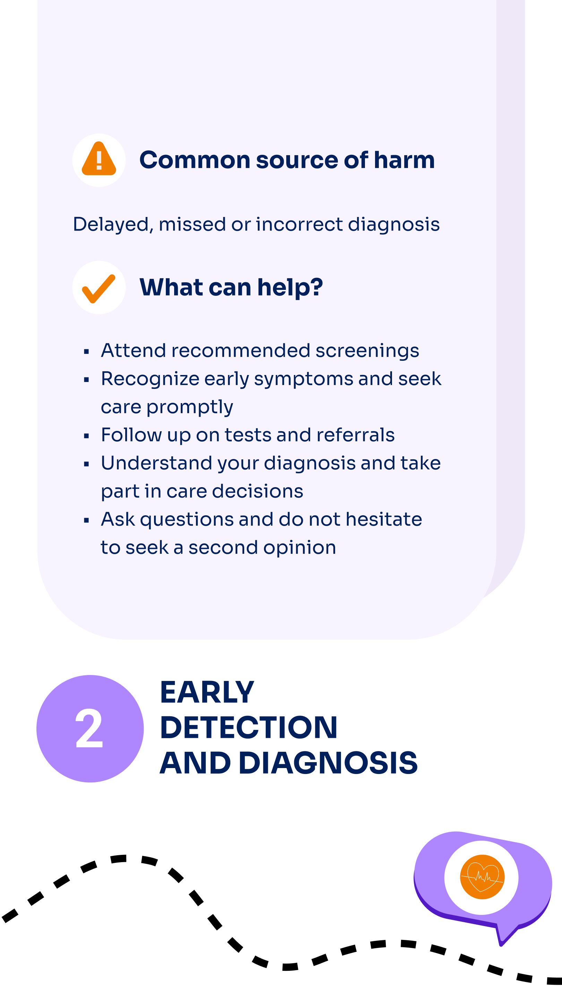 Common source of harm
Delayed, missed or incorrect diagnosis
What can help?
▪ Attend recommended screenings
▪ Recognize early symptoms and seek
care promptly
▪ Follow up on tests and referrals
▪ Understand your diagnosis and take
part in care decisions
▪ Ask questions and do not hesitate
to seek a second opinion
2
EARLY
DETECTION
AND DIAGNOSIS